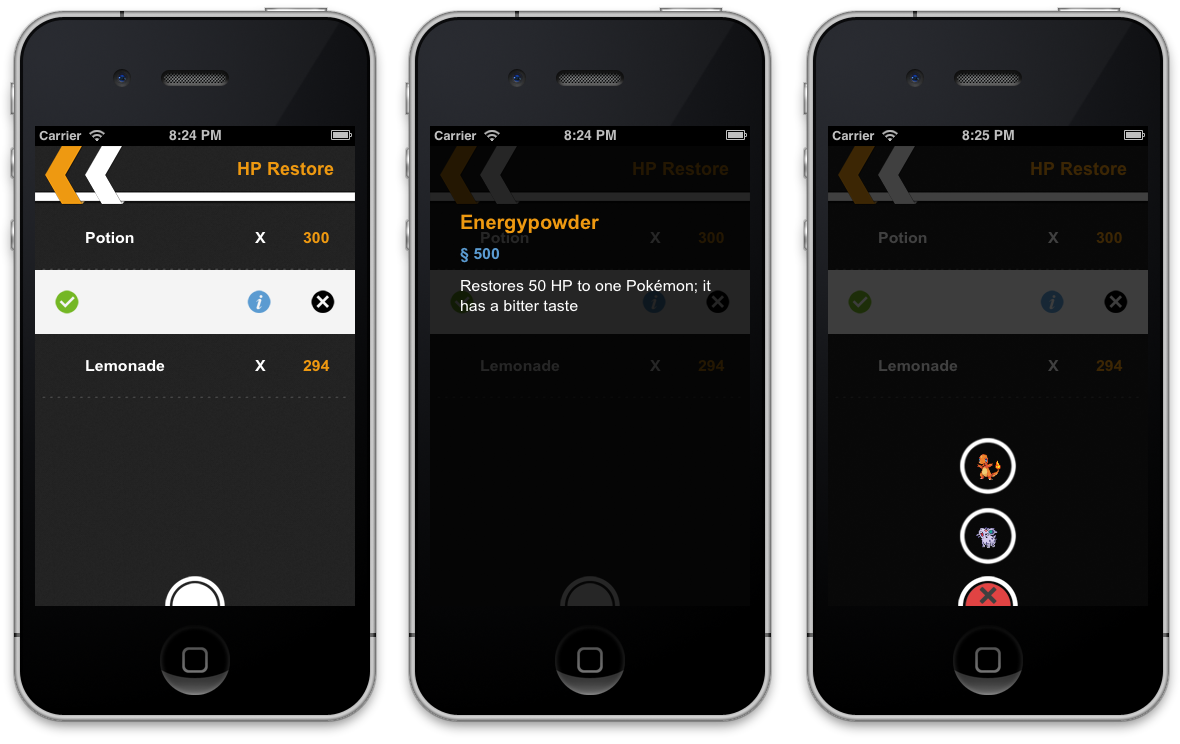 Carrier 8:24 PM
HP Restore
Potion X 300
Lemonade X 294
Carrier 8:24 PM
HP Restore
Energypowder
Potion X 300
§ 500
Restores 50 HP to one Pokémon; it
has a bitter taste
Lemonade X 294
Carrier 8:25 PM
HP Restore
Potion X 300
Lemonade X 294